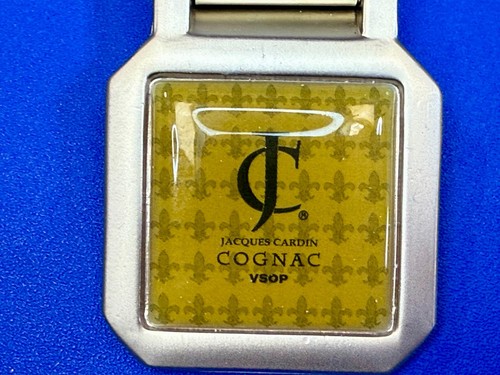 JC®
JACQUES CARDIN
COGNAC
VSOP